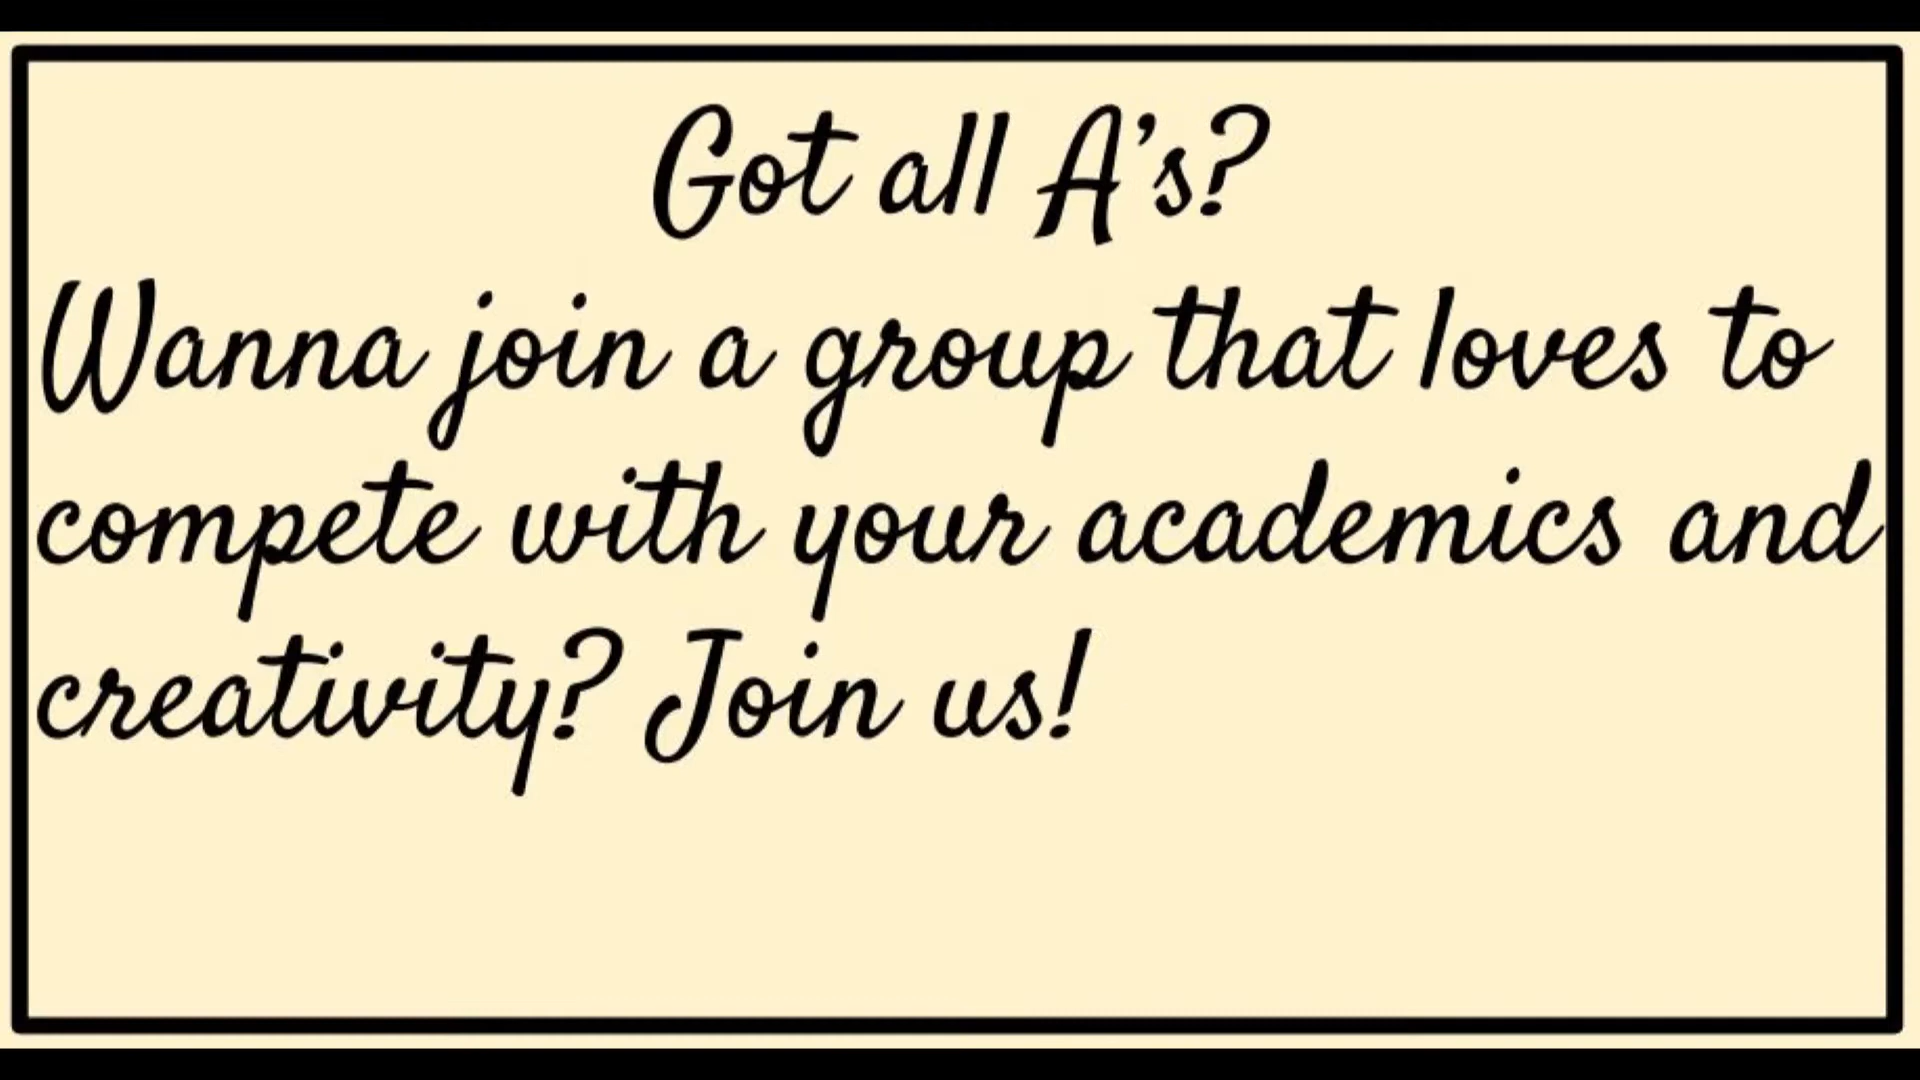 Got all A's?
Wanna join a group that loves to
compete with your academics and
creativity? Join us!